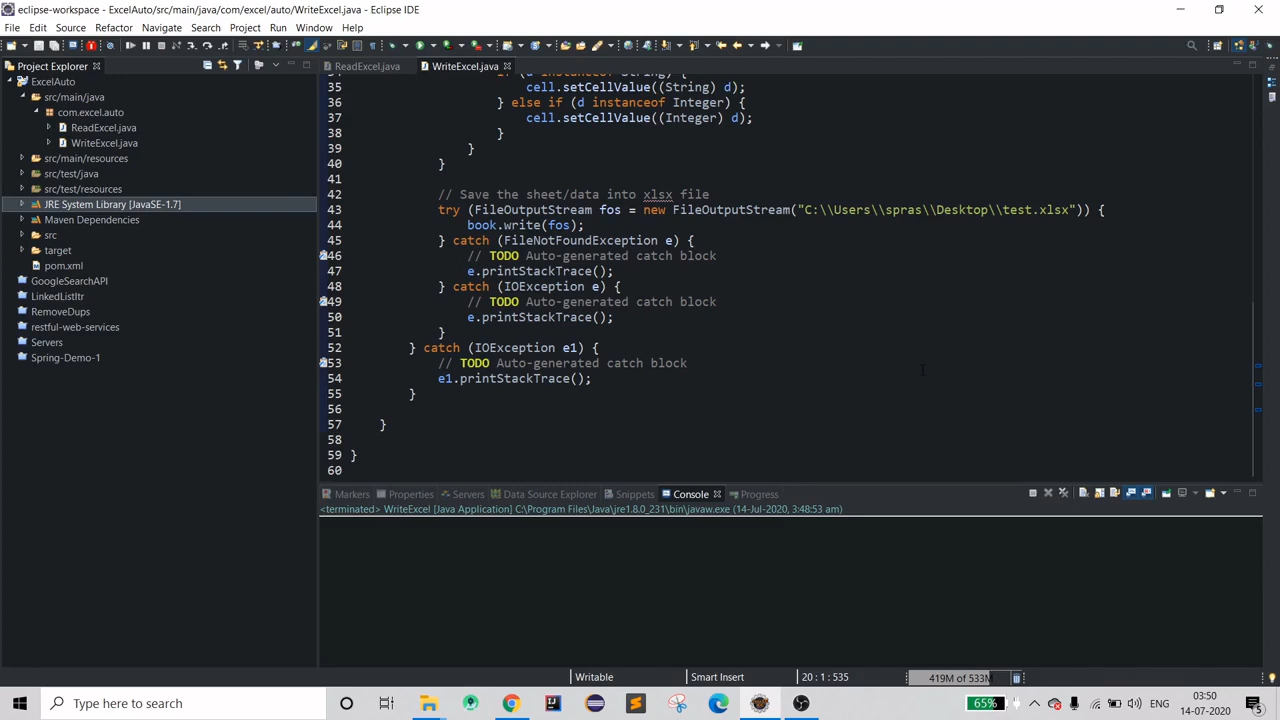 eclipse-workspace - ExcelAuto/src/main/java/com/excel/auto/WriteExcel.java - Eclipse IDE
File Edit Source Refactor Navigate Search Project Run Window Help
Project Explorer
ReadExcel.java
WriteExcel.java
ExcelAuto
src/main/java
com.excel.auto
ReadExcel.java
WriteExcel.java
src/main/resources
src/test/java
src/test/resources
JRE System Library [JavaSE-1.7]
Maven Dependencies
src
target
pom.xml
GoogleSearchAPI
LinkedListItr
RemoveDups
restful-web-services
Servers
Spring-Demo-1
34 if (d instanceof String) {
35 cell.setCellValue((String) d);
36 } else if (d instanceof Integer) {
37 cell.setCellValue((Integer) d);
38 }
39 }
40 }
41
42 // Save the sheet/data into xlsx file
43 try (FileOutputStream fos = new FileOutputStream("C:\\Users\\spras\\Desktop\\test.xlsx")) {
44 book.write(fos);
45 } catch (FileNotFoundException e) {
46 // TODO Auto-generated catch block
47 e.printStackTrace();
48 } catch (IOException e) {
49 // TODO Auto-generated catch block
50 e.printStackTrace();
51 }
52 } catch (IOException e1) {
53 // TODO Auto-generated catch block
54 e1.printStackTrace();
55 }
56
57 }
58
59 }
60
Markers Properties Servers Data Source Explorer Snippets Console Progress
<terminated> WriteExcel [Java Application] C:\Program Files\Java\jre1.8.0_231\bin\javaw.exe (14-Jul-2020, 3:48:53 am)
Writable Smart Insert 20 : 1 : 535 419M of 533M
Type here to search
65%
ENG
03:50
14-07-2020
5